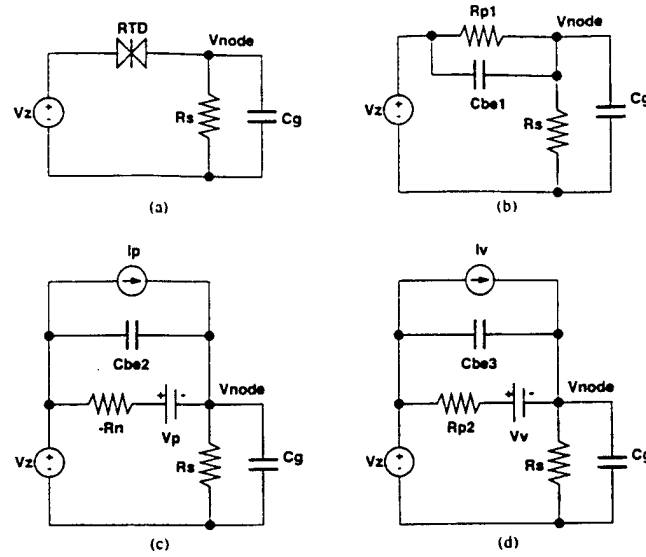 RTD
Vnode
Vz
+
-
Rs
Cg
(a)
Rp1
Vnode
Cbe1
Vz
+
-
Rs
Cg
(b)
Ip
Cbe2
+ -
Vnode
-Rn
Vp
Vz
+
-
Rs
Cg
(c)
Iv
Cbe3
+ -
Vnode
Rp2
Vv
Vz
+
-
Rs
Cg
(d)